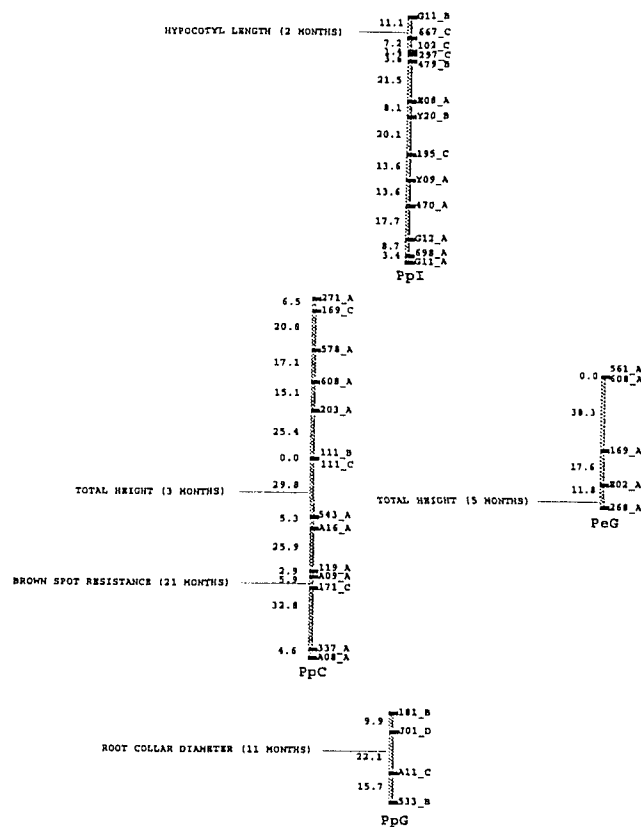 G11_B
11.1
HYPOCOTYL LENGTH (2 MONTHS)
667_C
7.2
102_C
1.4
297_C
3.6
479_B
21.5
X08_A
8.1
Y20_B
20.1
195_C
13.6
Y09_A
13.6
470_A
17.7
G12_A
8.7
698_A
3.4
G11_A
PpI
271_A
6.5
169_C
20.8
578_A
17.1
608_A
15.1
203_A
25.4
111_B
0.0
111_C
29.8
TOTAL HEIGHT (3 MONTHS)
543_A
5.3
A16_A
25.9
119_A
2.9
A09_A
5.9
BROWN SPOT RESISTANCE (21 MONTHS)
171_C
32.8
337_A
4.6
A08_A
PpC
561_A
0.0
608_A
38.3
169_A
17.6
X02_A
11.8
TOTAL HEIGHT (5 MONTHS)
268_A
PeG
181_B
9.9
J01_D
ROOT COLLAR DIAMETER (11 MONTHS)
22.1
A11_C
15.7
533_B
PpG